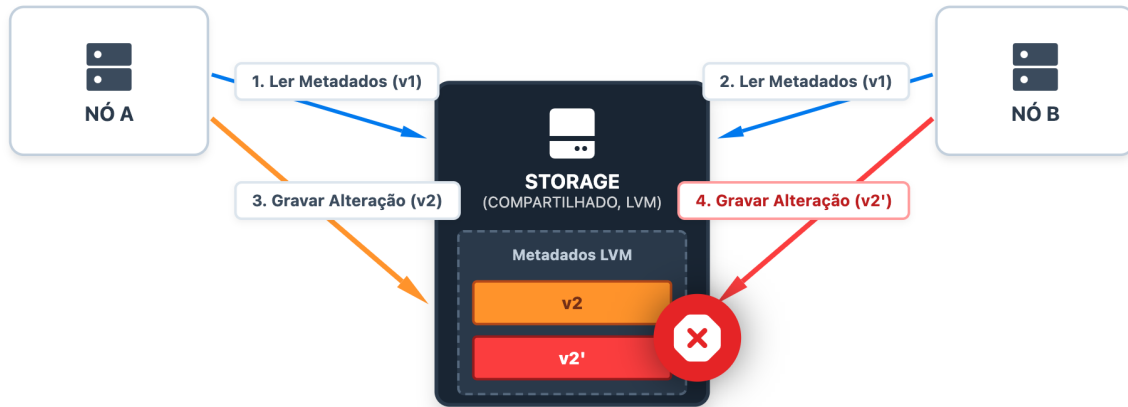 NÓ A
1. Ler Metadados (v1)
2. Ler Metadados (v1)
NÓ B
STORAGE
(COMPARTILHADO, LVM)
3. Gravar Alteração (v2)
4. Gravar Alteração (v2')
Metadados LVM
v2
v2'